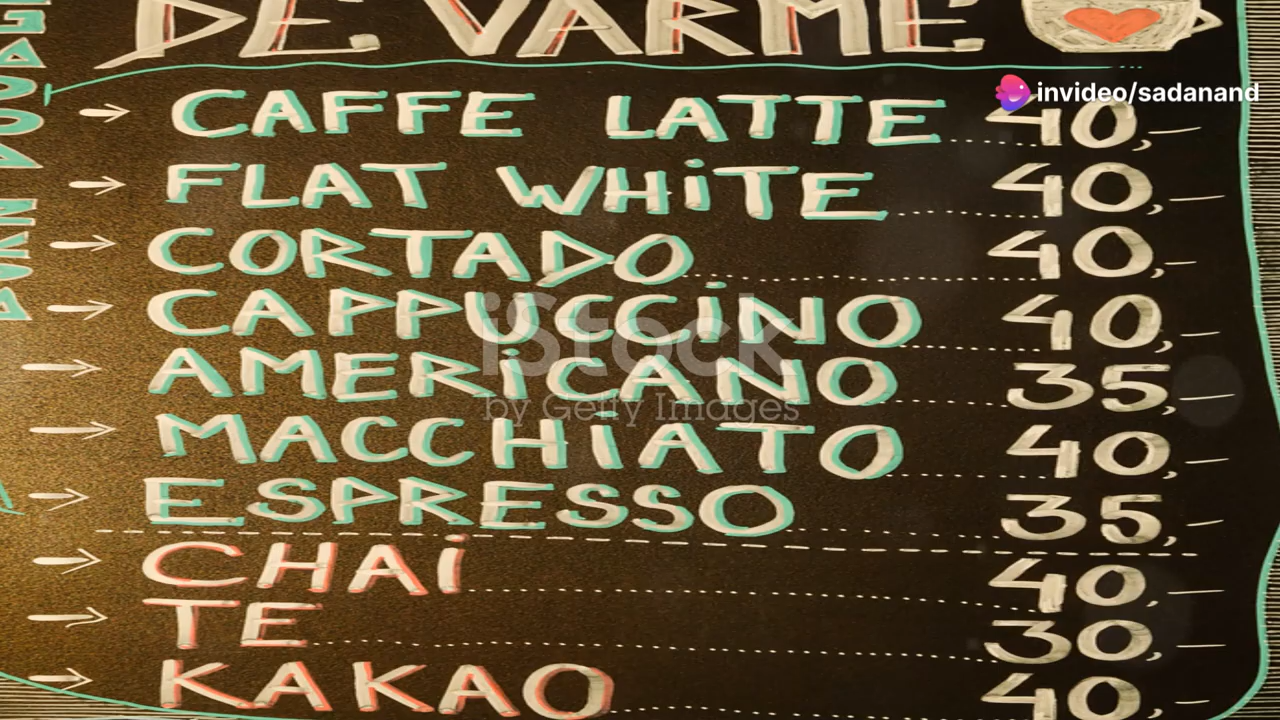 DE VARME
invideo/sadanand
CAFFE LATTE ........ 40,—
FLAT WHiTE ........ 40,—
CORTADO ........ 40,—
CAPPUCCiNO ........ 40,—
AMERiCANO ........ 35,—
MACCHiATO ........ 40,—
ESPRESSO ........ 35,—
CHAi ........ 40,—
TE ........ 30,—
KAKAO ........ 40,—
iStock
by Getty Images